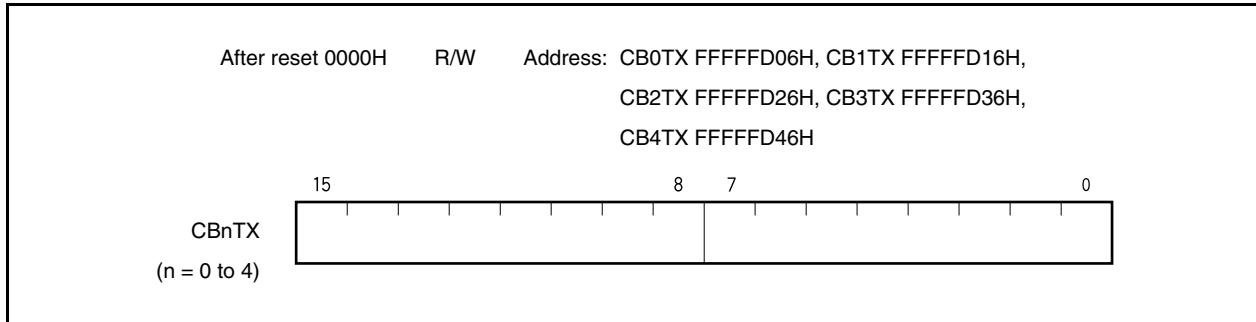 After reset 0000H R/W Address: CB0TX FFFFFD06H, CB1TX FFFFFD16H,
CB2TX FFFFFD26H, CB3TX FFFFFD36H,
CB4TX FFFFFD46H
15 8 7 0
CBnTX
(n = 0 to 4)